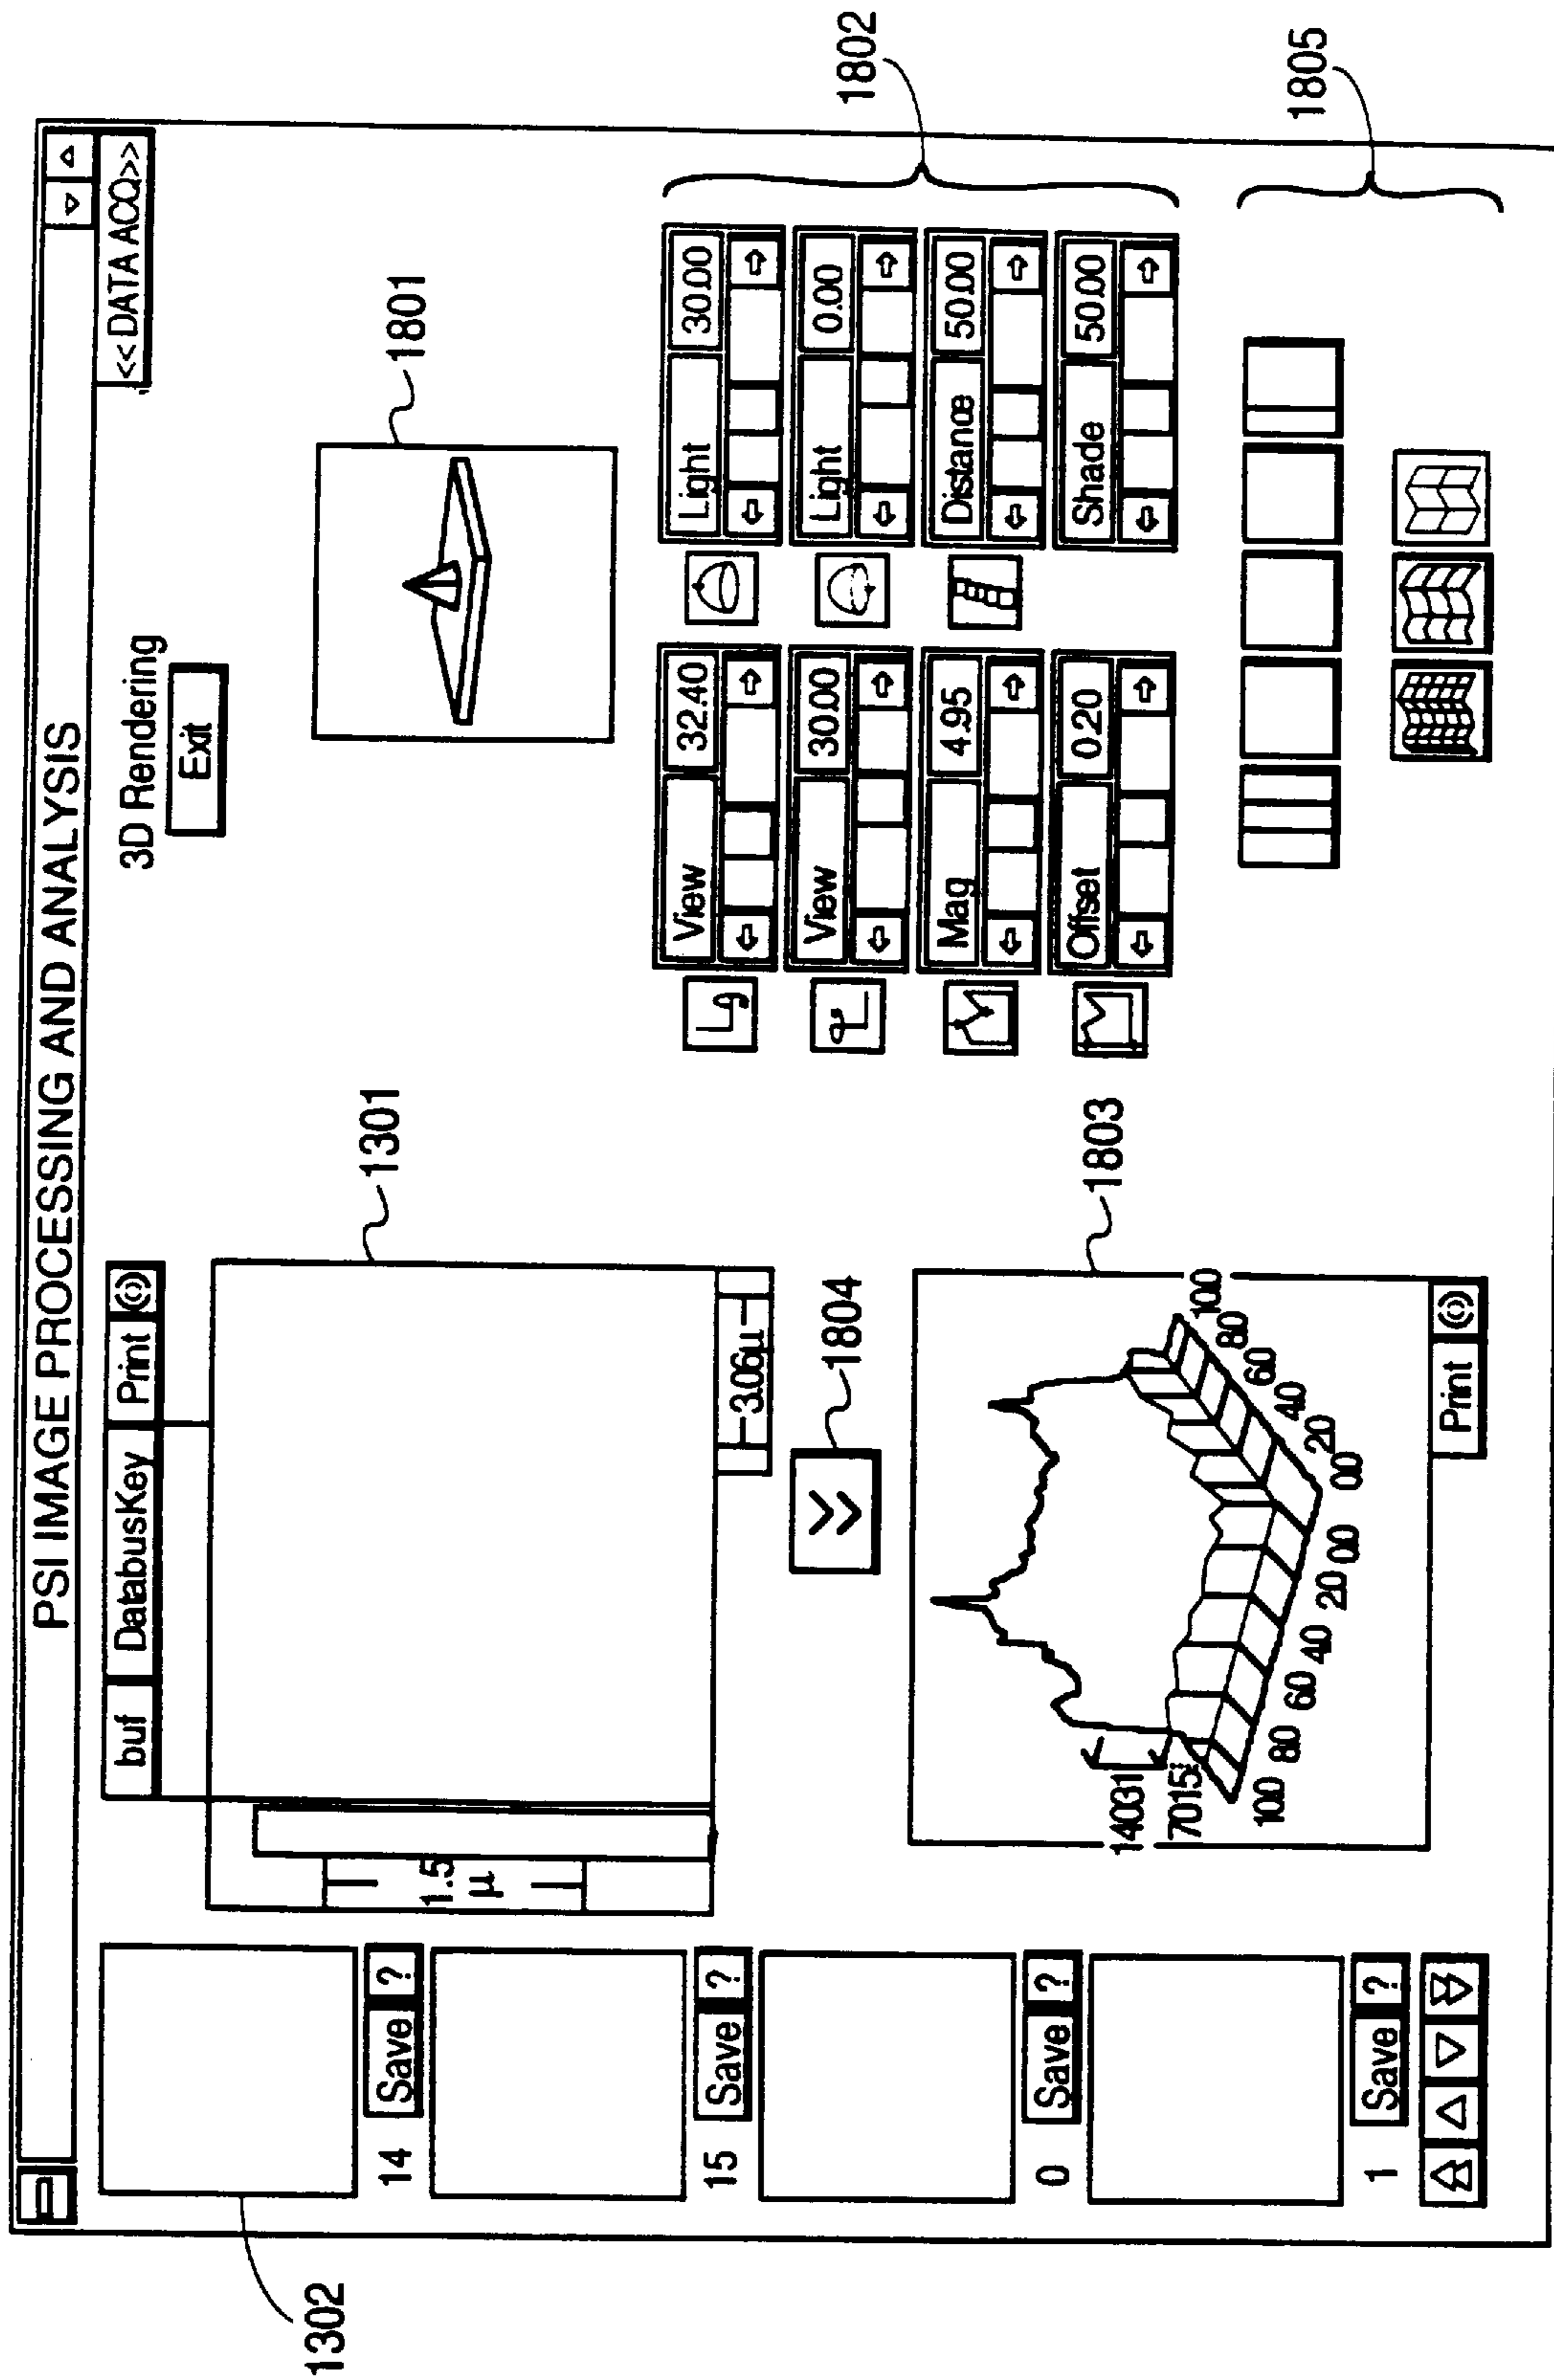 PSI IMAGE PROCESSING AND ANALYSIS
<< DATA ACQ>>
3D Rendering
Exit
buf DatabusKey Print
1302
14 Save ?
15 Save ?
0 Save ?
1 Save ?
1.5
μ
1301
3.06μ
1804
1803
14031
7015
100 80 60 40 20 00
00 20 40 60 80 100
Print
1801
View 32.40 Light 30.00
View 30.00 Light 0.00
Mag 4.95 Distance 50.00
Offset 0.20 Shade 50.00
1802
1805